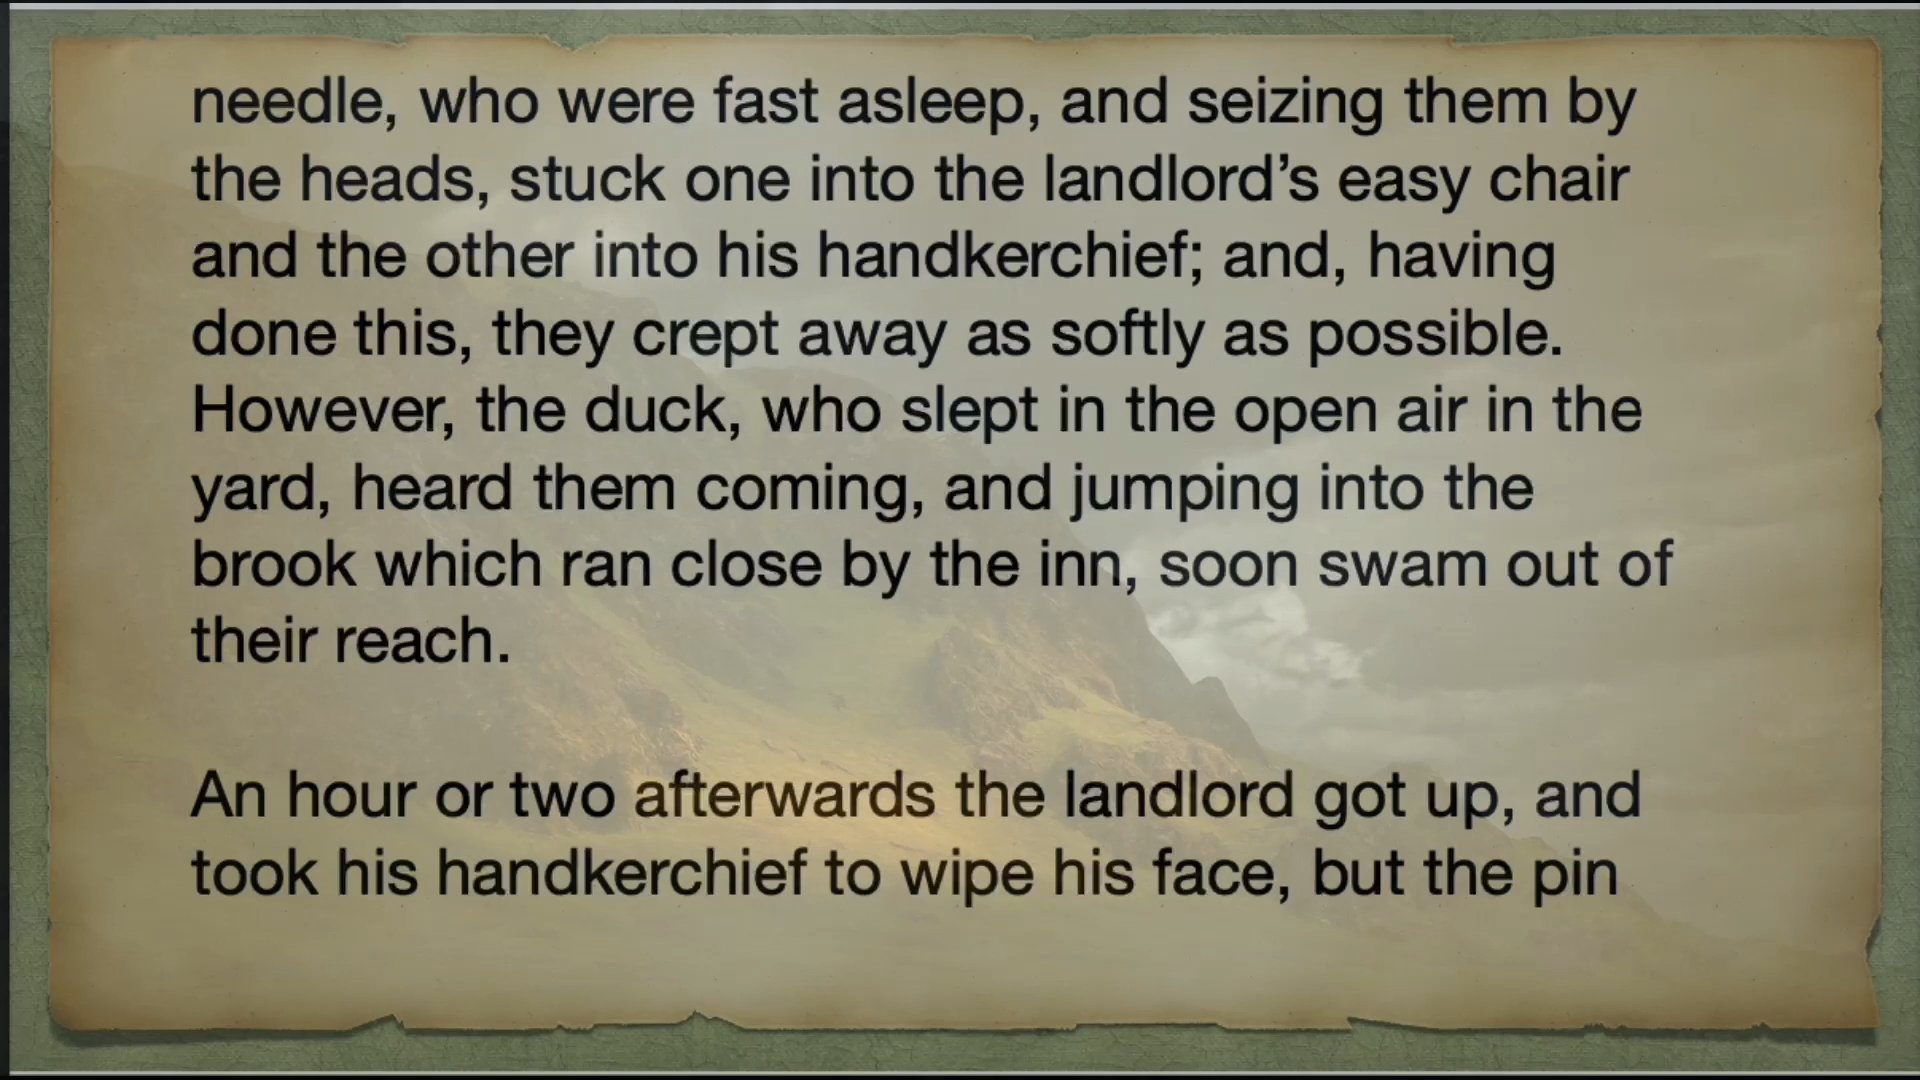 needle, who were fast asleep, and seizing them by
the heads, stuck one into the landlord’s easy chair
and the other into his handkerchief; and, having
done this, they crept away as softly as possible.
However, the duck, who slept in the open air in the
yard, heard them coming, and jumping into the
brook which ran close by the inn, soon swam out of
their reach.
An hour or two afterwards the landlord got up, and
took his handkerchief to wipe his face, but the pin